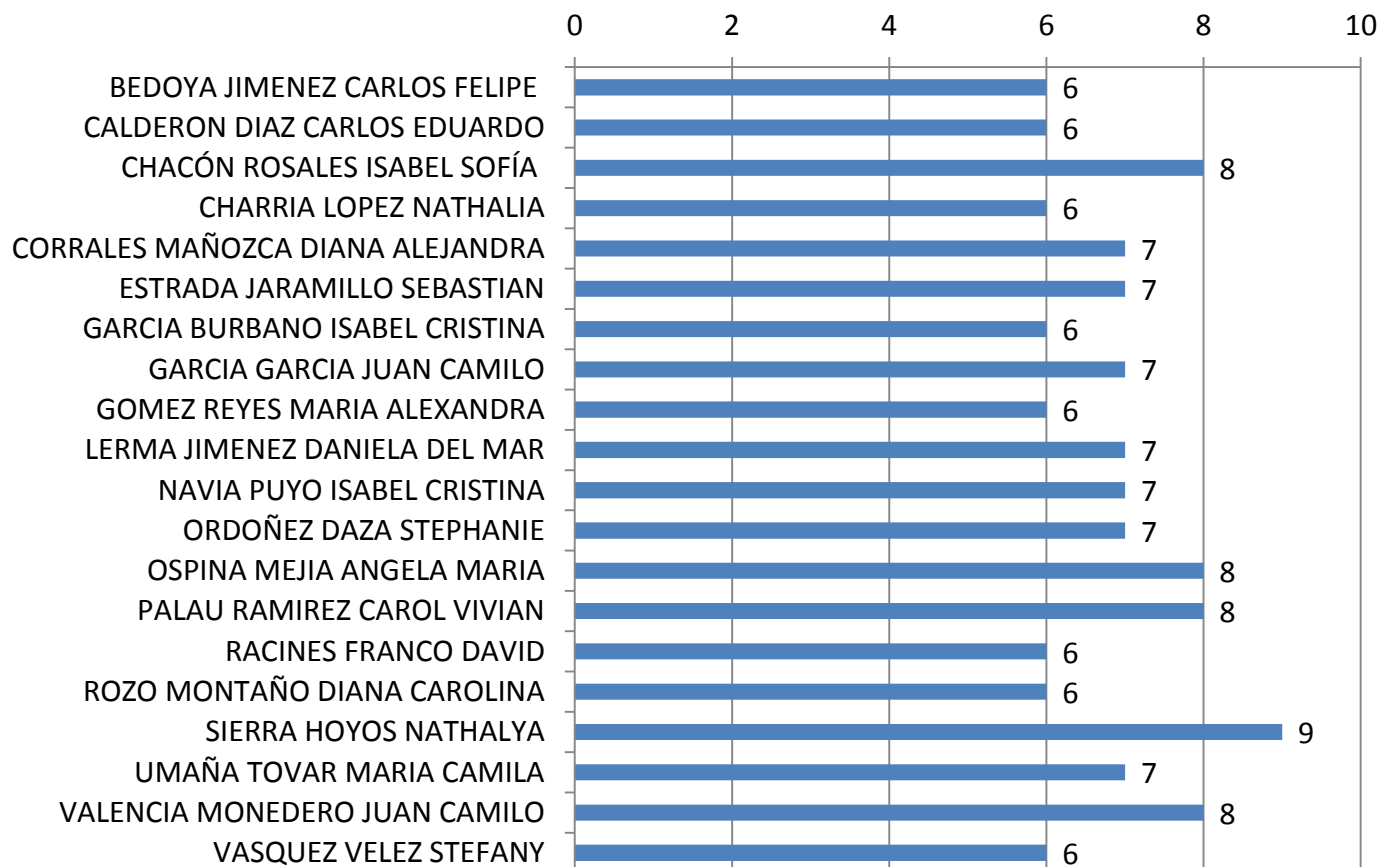 0 2 4 6 8 10
BEDOYA JIMENEZ CARLOS FELIPE 6
CALDERON DIAZ CARLOS EDUARDO 6
CHACÓN ROSALES ISABEL SOFÍA 8
CHARRIA LOPEZ NATHALIA 6
CORRALES MAÑOZCA DIANA ALEJANDRA 7
ESTRADA JARAMILLO SEBASTIAN 7
GARCIA BURBANO ISABEL CRISTINA 6
GARCIA GARCIA JUAN CAMILO 7
GOMEZ REYES MARIA ALEXANDRA 6
LERMA JIMENEZ DANIELA DEL MAR 7
NAVIA PUYO ISABEL CRISTINA 7
ORDOÑEZ DAZA STEPHANIE 7
OSPINA MEJIA ANGELA MARIA 8
PALAU RAMIREZ CAROL VIVIAN 8
RACINES FRANCO DAVID 6
ROZO MONTAÑO DIANA CAROLINA 6
SIERRA HOYOS NATHALYA 9
UMAÑA TOVAR MARIA CAMILA 7
VALENCIA MONEDERO JUAN CAMILO 8
VASQUEZ VELEZ STEFANY 6